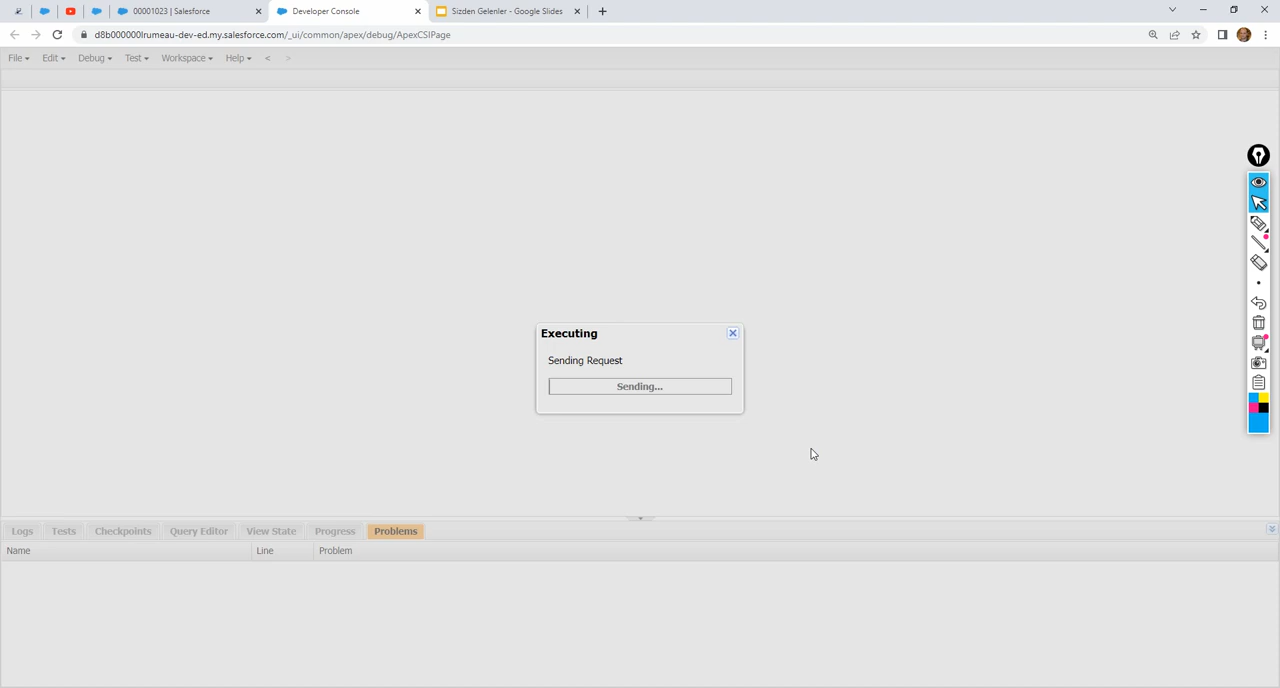 00001023 | Salesforce
Developer Console
Sizden Gelenler - Google Slides
d8b000000lrumeau-dev-ed.my.salesforce.com/_ui/common/apex/debug/ApexCSIPage
File Edit Debug Test Workspace Help < >
Executing
Sending Request
Sending...
Logs Tests Checkpoints Query Editor View State Progress Problems
Name Line Problem